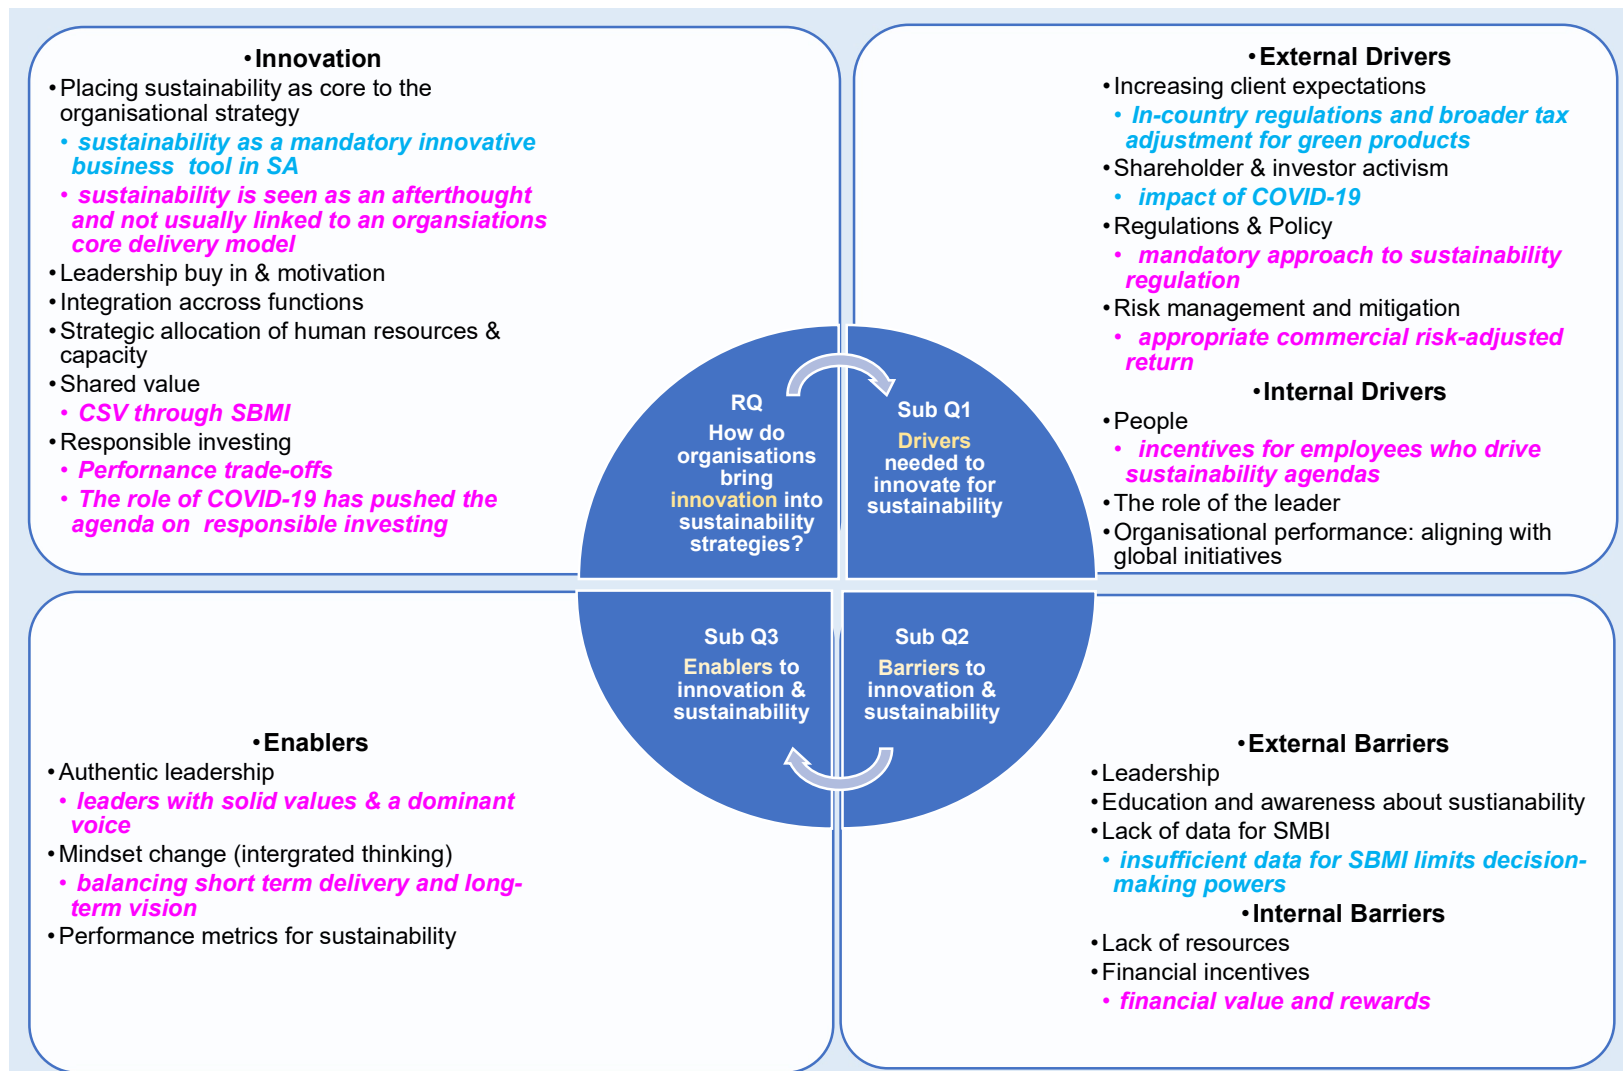 •Innovation
•Placing sustainability as core to the
organisational strategy
• sustainability as a mandatory innovative
business tool in SA
• sustainability is seen as an afterthought
and not usually linked to an organsiations
core delivery model
•Leadership buy in & motivation
•Integration accross functions
•Strategic allocation of human resources &
capacity
•Shared value
• CSV through SBMI
•Responsible investing
• Perfornance trade-offs
• The role of COVID-19 has pushed the
agenda on responsible investing
•External Drivers
•Increasing client expectations
• In-country regulations and broader tax
adjustment for green products
•Shareholder & investor activism
• impact of COVID-19
•Regulations & Policy
• mandatory approach to sustainability
regulation
•Risk management and mitigation
• appropriate commercial risk-adjusted
return
•Internal Drivers
•People
• incentives for employees who drive
sustainability agendas
•The role of the leader
•Organisational performance: aligning with
global initiatives
RQ
How do
organisations
bring
innovation into
sustainability
strategies?
Sub Q1
Drivers
needed to
innovate for
sustainability
Sub Q3
Enablers to
innovation &
sustainability
Sub Q2
Barriers to
innovation &
sustainability
•Enablers
•Authentic leadership
• leaders with solid values & a dominant
voice
•Mindset change (intergrated thinking)
• balancing short term delivery and long-
term vision
•Performance metrics for sustainability
•External Barriers
•Leadership
•Education and awareness about sustianability
•Lack of data for SMBI
• insufficient data for SBMI limits decision-
making powers
•Internal Barriers
•Lack of resources
•Financial incentives
• financial value and rewards